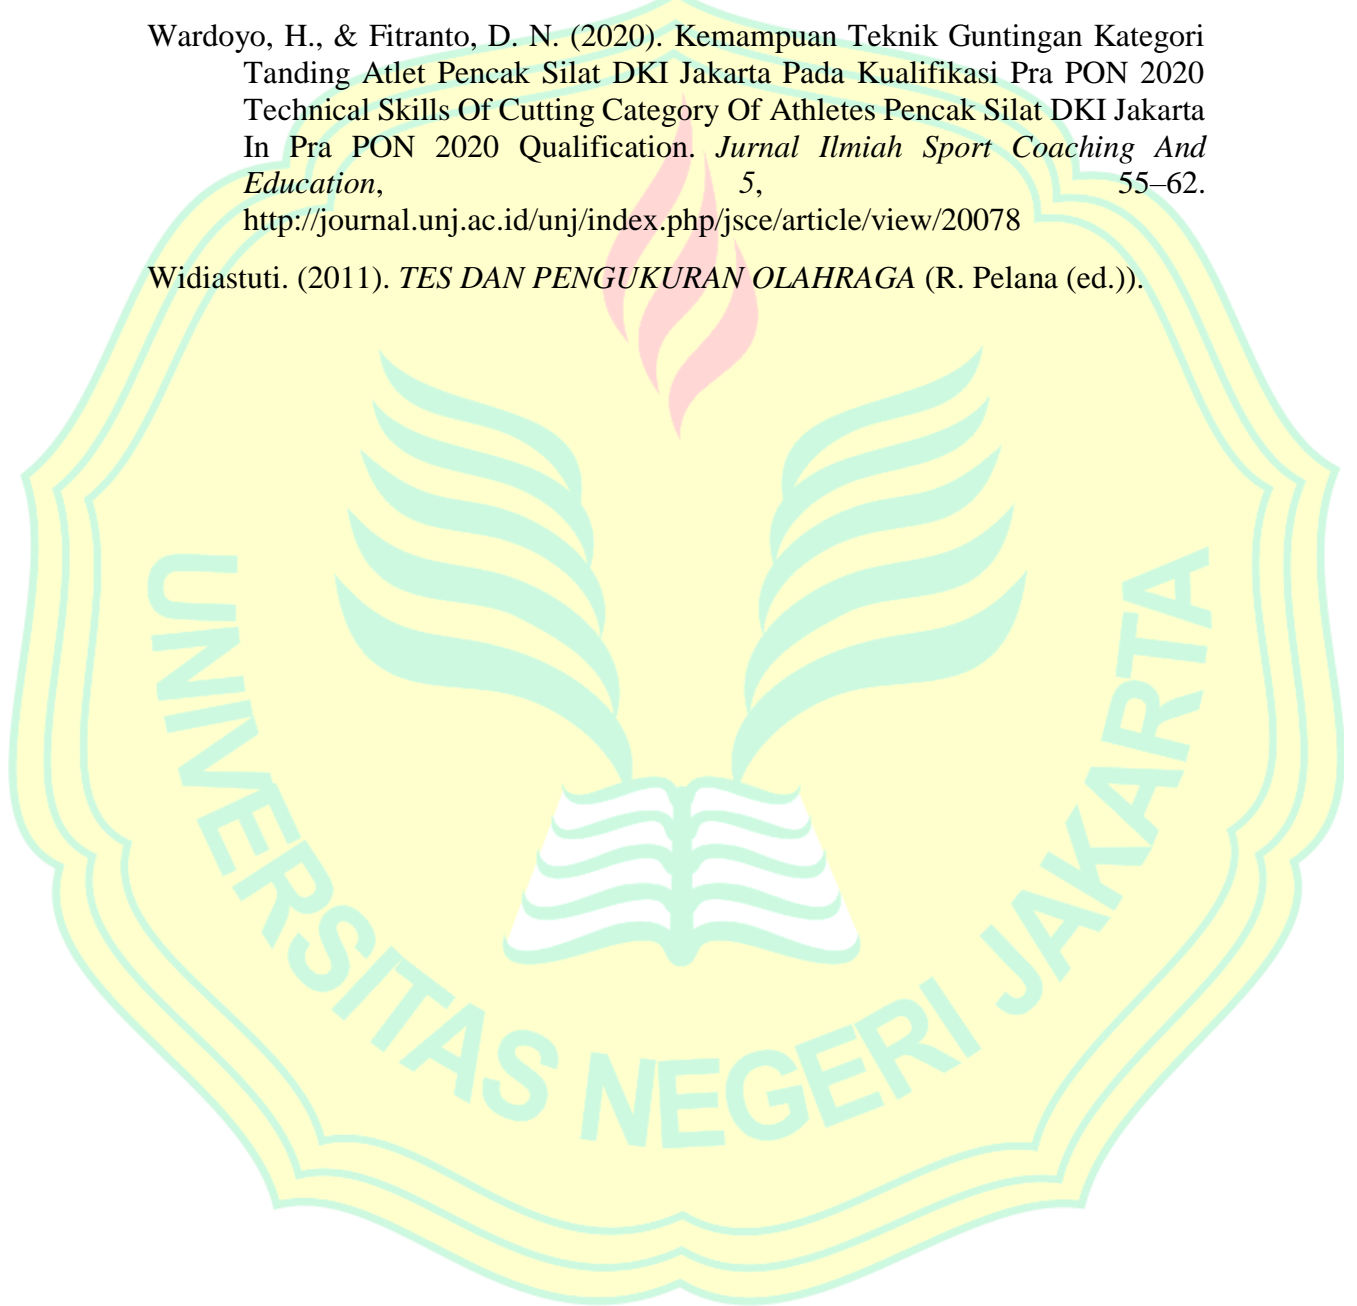 Wardoyo, H., & Fitranto, D. N. (2020). Kemampuan Teknik Guntingan Kategori
Tanding Atlet Pencak Silat DKI Jakarta Pada Kualifikasi Pra PON 2020
Technical Skills Of Cutting Category Of Athletes Pencak Silat DKI Jakarta
In Pra PON 2020 Qualification. Jurnal Ilmiah Sport Coaching And
Education, 5, 55–62.
http://journal.unj.ac.id/unj/index.php/jsce/article/view/20078
Widiastuti. (2011). TES DAN PENGUKURAN OLAHRAGA (R. Pelana (ed.)).
UNIVERSITAS NEGERI JAKARTA